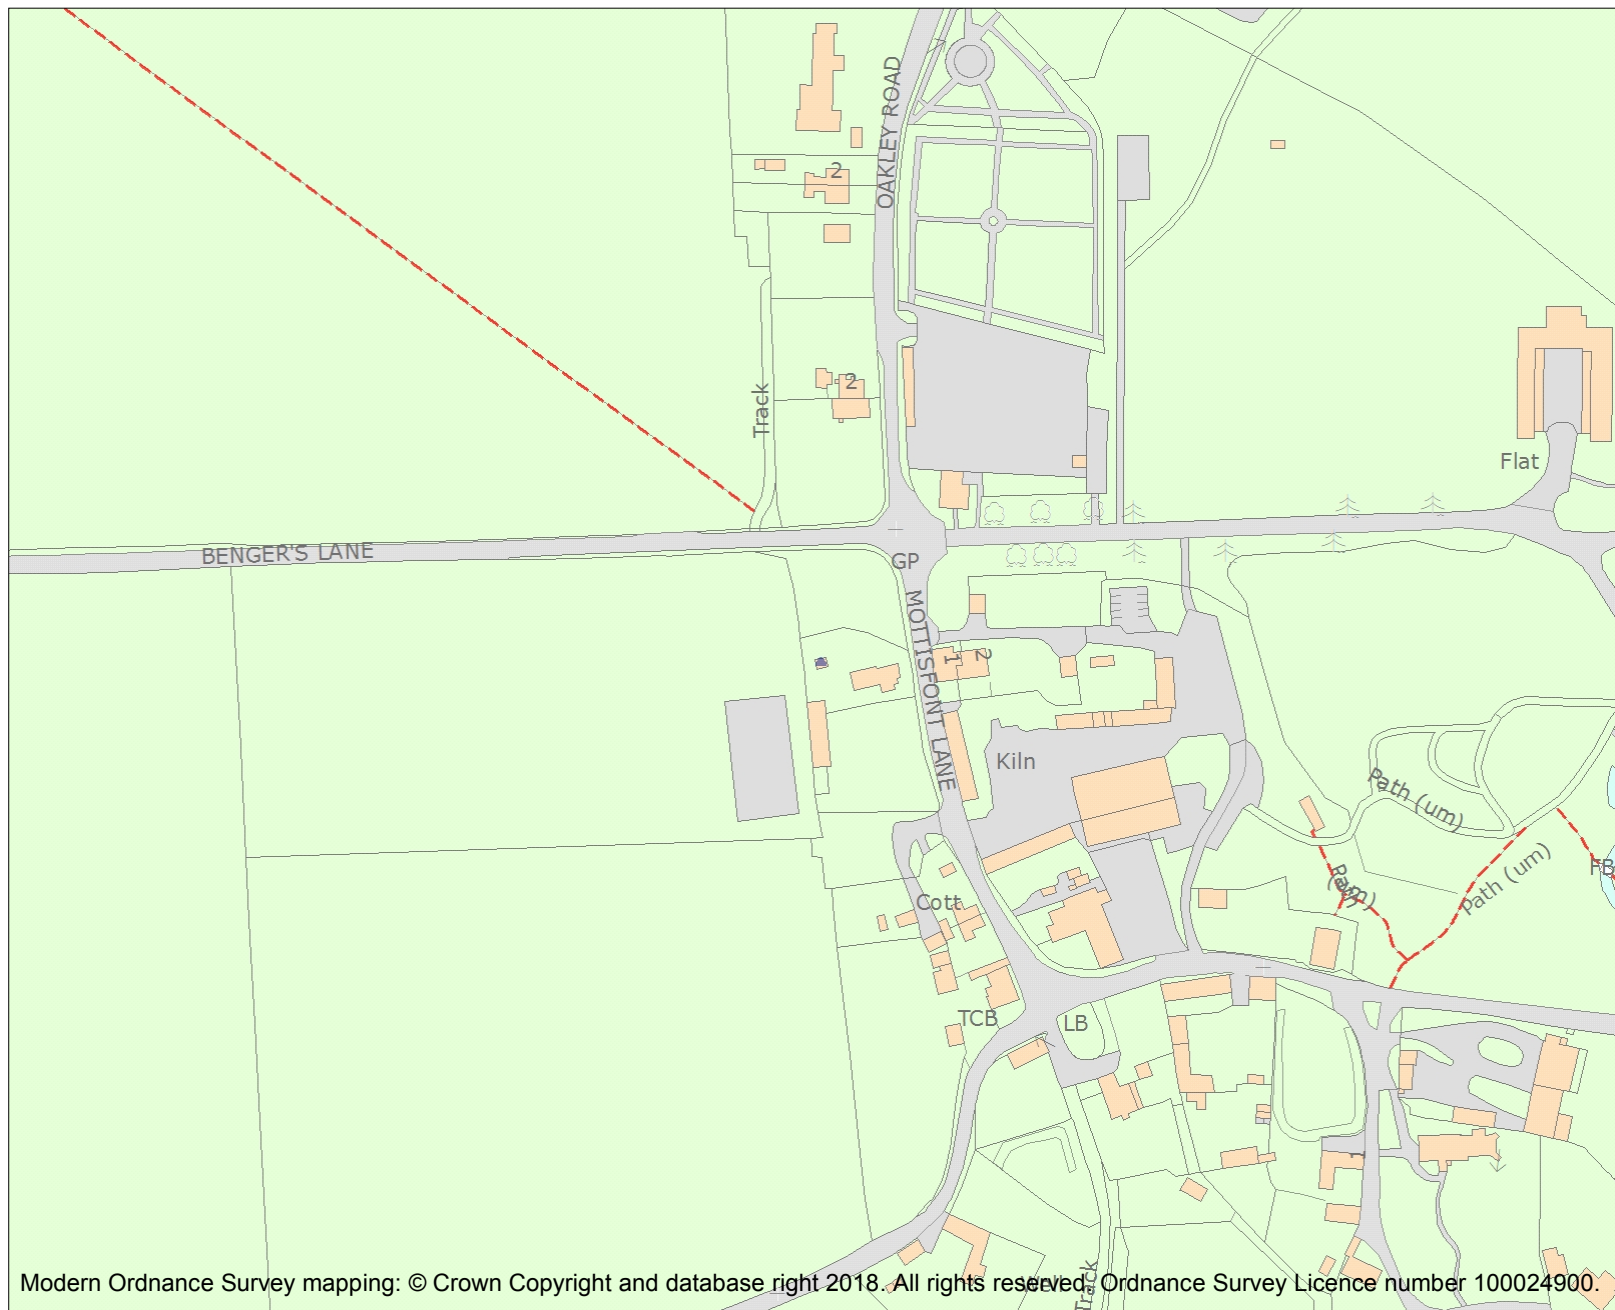 OAKLEY ROAD
2
2
Track
Flat
BENGER'S LANE
GP
MOTTISFONT LANE
1
2
Kiln
Path (um)
Path (um)
FB
Cott
TCB
LB
1
Track
Modern Ordnance Survey mapping: © Crown Copyright and database right 2018. All rights reserved. Ordnance Survey Licence number 100024900.